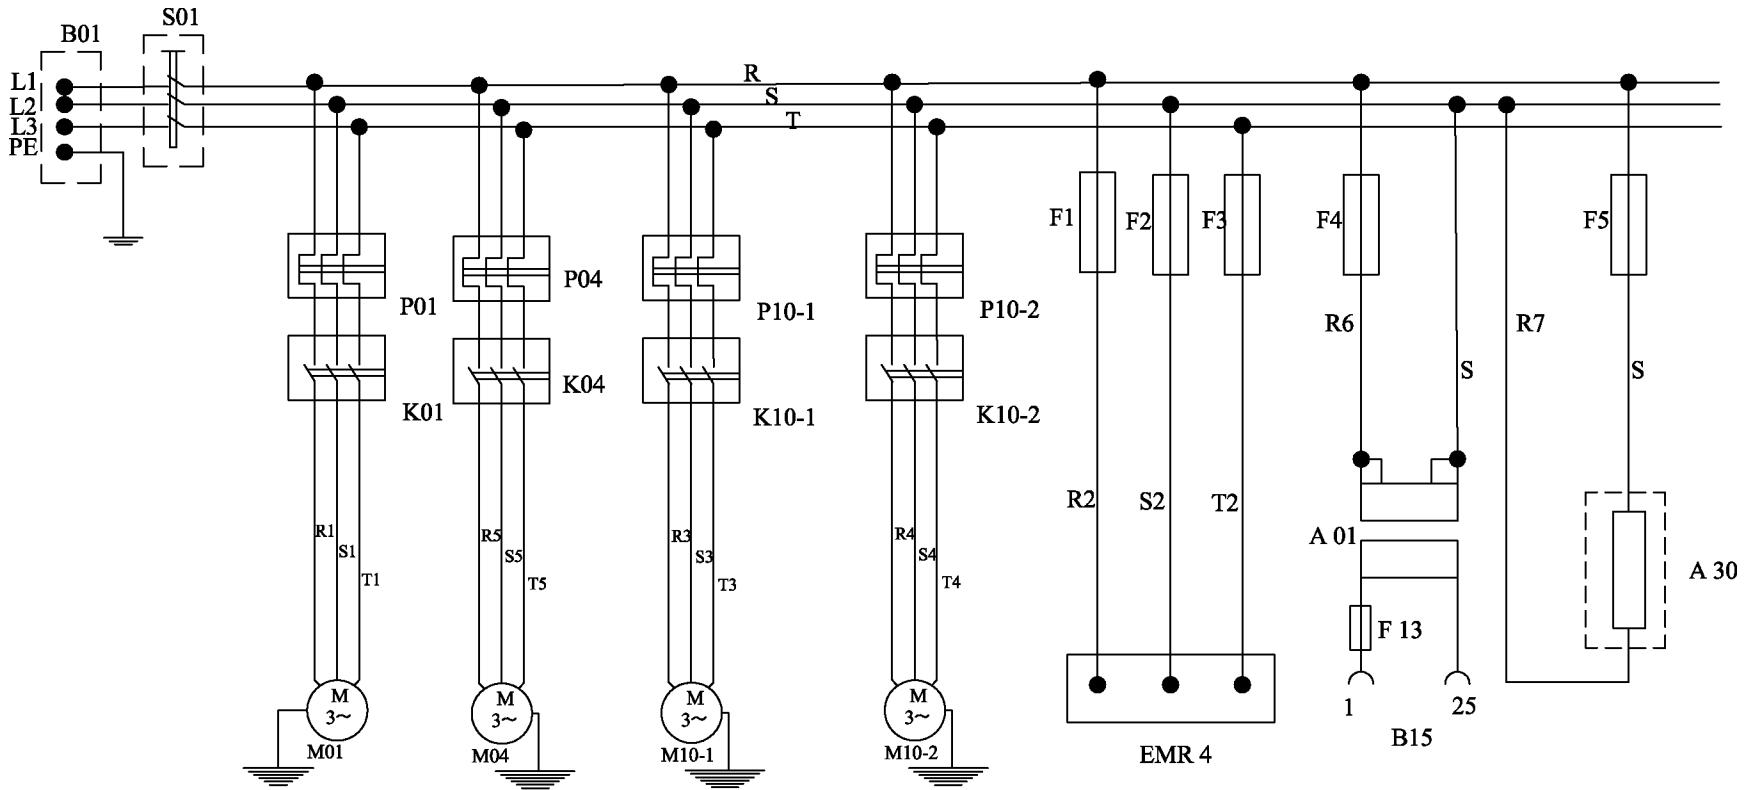 B01
S01
L1
L2
L3
PE
R
S
T
P01
P04
P10-1
P10-2
K01
K04
K10-1
K10-2
F1
F2
F3
F4
F5
R6
R7
S
S
R1
S1
T1
R5
S5
T5
R3
S3
T3
R4
S4
T4
R2
S2
T2
A 01
A 30
F 13
M
3~
M01
M
3~
M04
M
3~
M10-1
M
3~
M10-2
EMR 4
1
25
B15